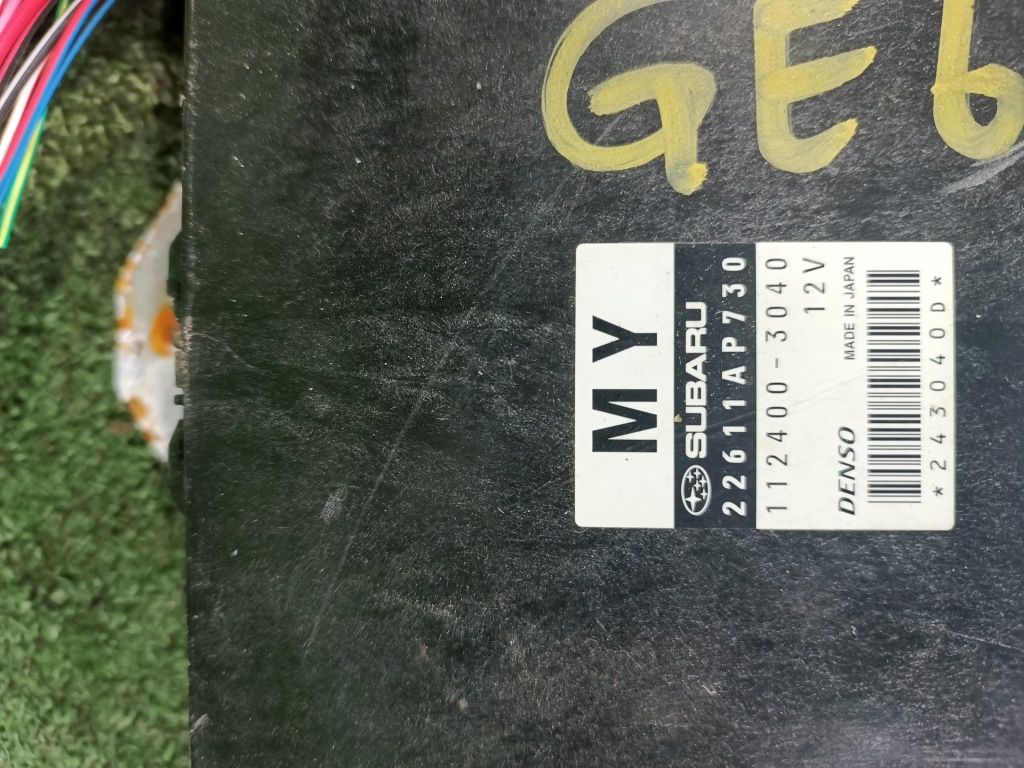 GE6
MY
SUBARU
22611AP730
112400-3040
12V
DENSO MADE IN JAPAN
*243040D*